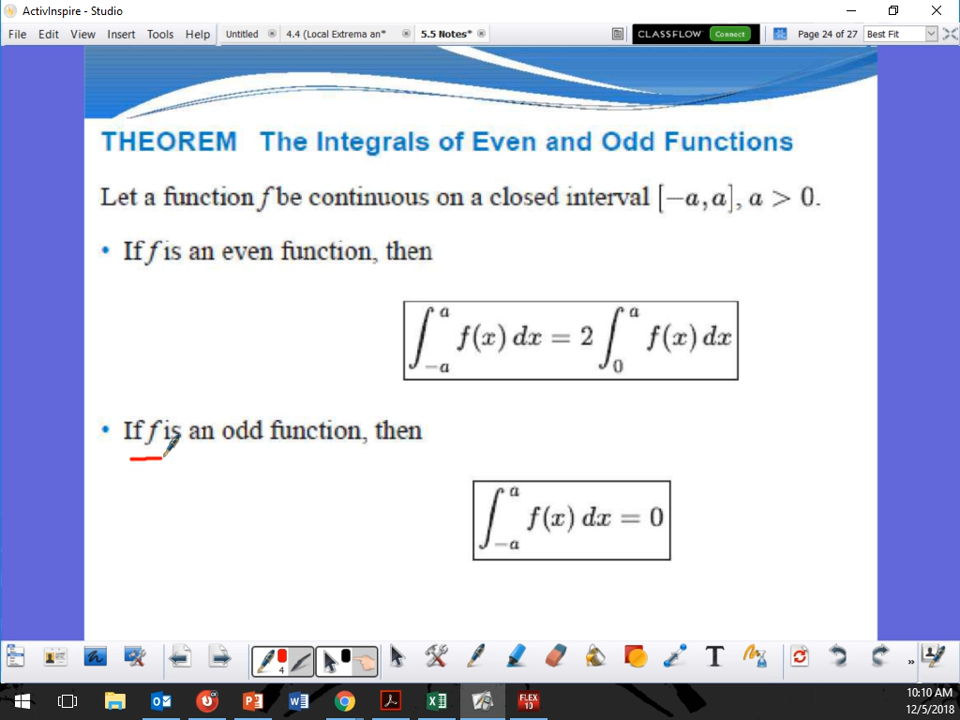 ActivInspire - Studio
File Edit View Insert Tools Help Untitled 4.4 (Local Extrema an* 5.5 Notes* CLASSFLOW Connect Page 24 of 27 Best Fit
THEOREM The Integrals of Even and Odd Functions
Let a function f be continuous on a closed interval [−a, a], a > 0.
• If f is an even function, then
∫_{−a}^{a} f(x) dx = 2 ∫_{0}^{a} f(x) dx
• If f is an odd function, then
∫_{−a}^{a} f(x) dx = 0
4 T »
10:10 AM
12/5/2018
FLEX
10